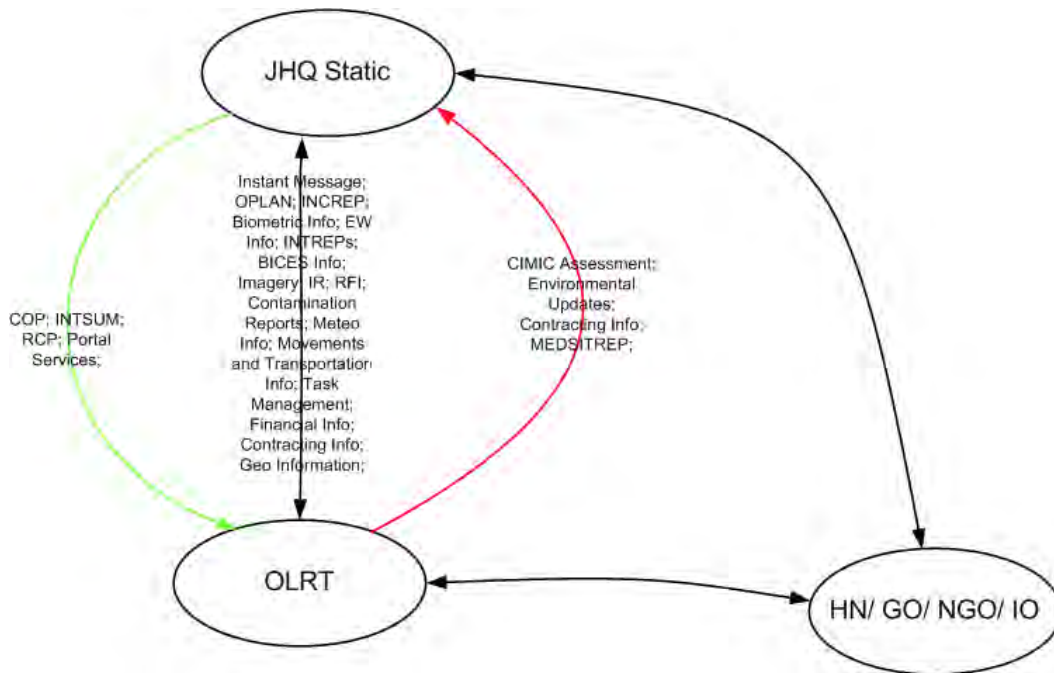 JHQ Static
Instant Message;
OPLAN; INCREP;
Biometric Info; EW
Info; INTREPs;
BICES Info;
Imagery; IR; RFI;
Contamination
Reports; Meteo
Info; Movements
and Transportation
Info; Task
Management;
Financial Info;
Contracting Info;
Geo Information;
CIMIC Assessment;
Environmental
Updates;
Contracting Info;
MEDSITREP;
COP; INTSUM;
RCP; Portal
Services;
OLRT
HN/ GO/ NGO/ IO